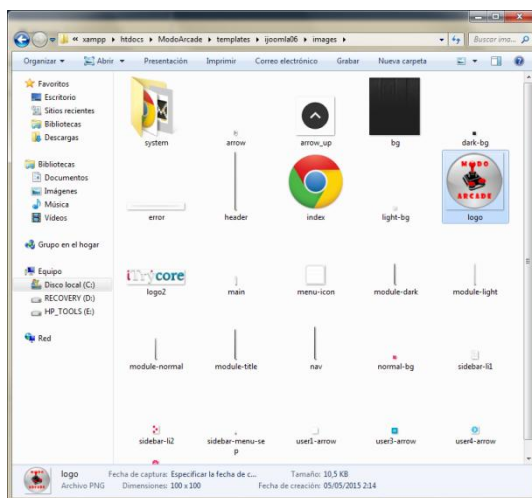 « xampp ▸ htdocs ▸ ModoArcade ▸ templates ▸ ijoomla06 ▸ images ▸
Buscar ima...
Organizar Abrir Presentación Imprimir Correo electrónico Grabar Nueva carpeta
Favoritos
Escritorio
Sitios recientes
Bibliotecas
Descargas
Bibliotecas
Documentos
Imágenes
Música
Vídeos
Grupo en el hogar
Equipo
Disco local (C:)
RECOVERY (D:)
HP_TOOLS (E:)
Red
system arrow arrow_up bg dark-bg
MODO
ARCADE
error header index light-bg logo
iTrycore
logo2 main menu-icon module-dark module-light
module-normal module-title nav normal-bg sidebar-li1
sidebar-li2 sidebar-menu-se
p user1-arrow user3-arrow user4-arrow
logo Fecha de captura: Especificar la fecha de c... Tamaño: 10,5 KB
Archivo PNG Dimensiones: 100 x 100 Fecha de creación: 05/05/2015 2:14